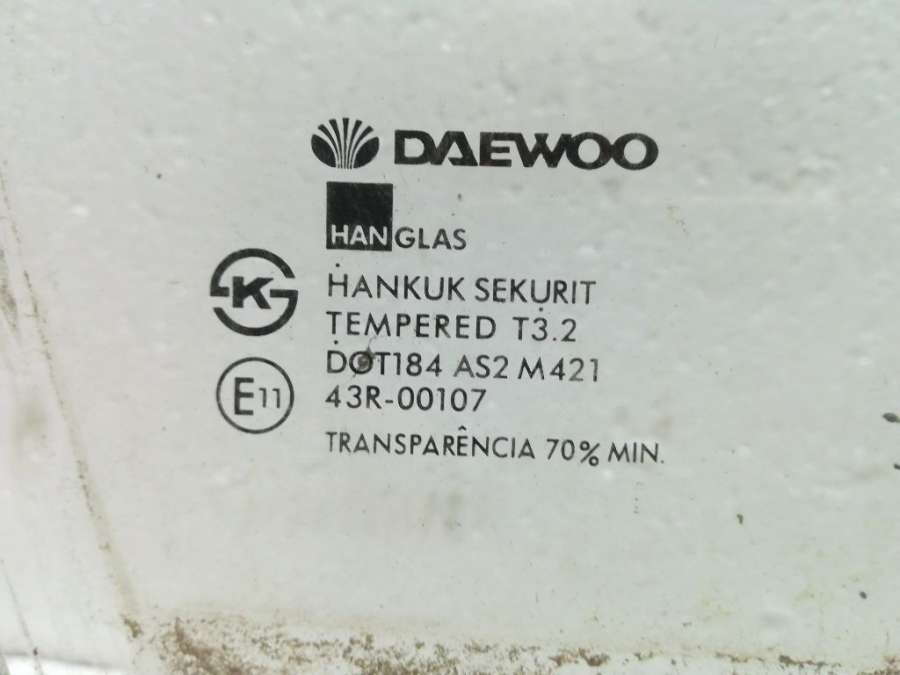 DAEWOO
HANGLAS
K
HANKUK SEKURIT
TEMPERED T3.2
DOT184 AS2 M421
E11
43R-00107
TRANSPARÊNCIA 70% MIN.